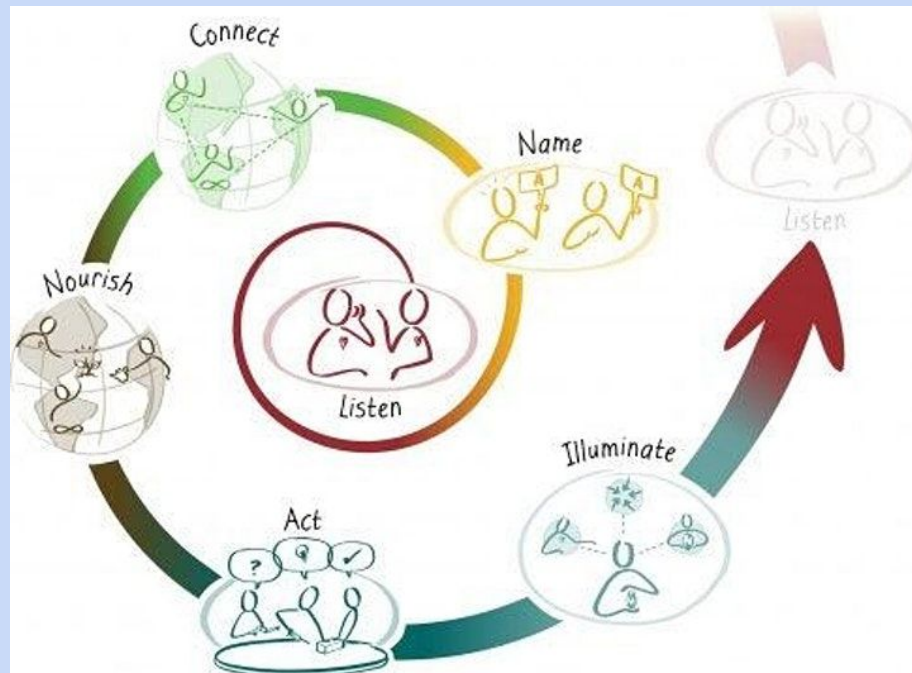 Connect
Name
A
A
Listen
Nourish
Listen
Illuminate
Act
?